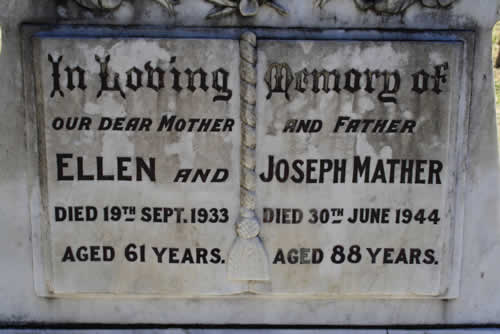 In Loving Memory of
OUR DEAR MOTHER AND FATHER
ELLEN AND JOSEPH MATHER
DIED 19TH SEPT. 1933 DIED 30TH JUNE 1944
AGED 61 YEARS. AGED 88 YEARS.